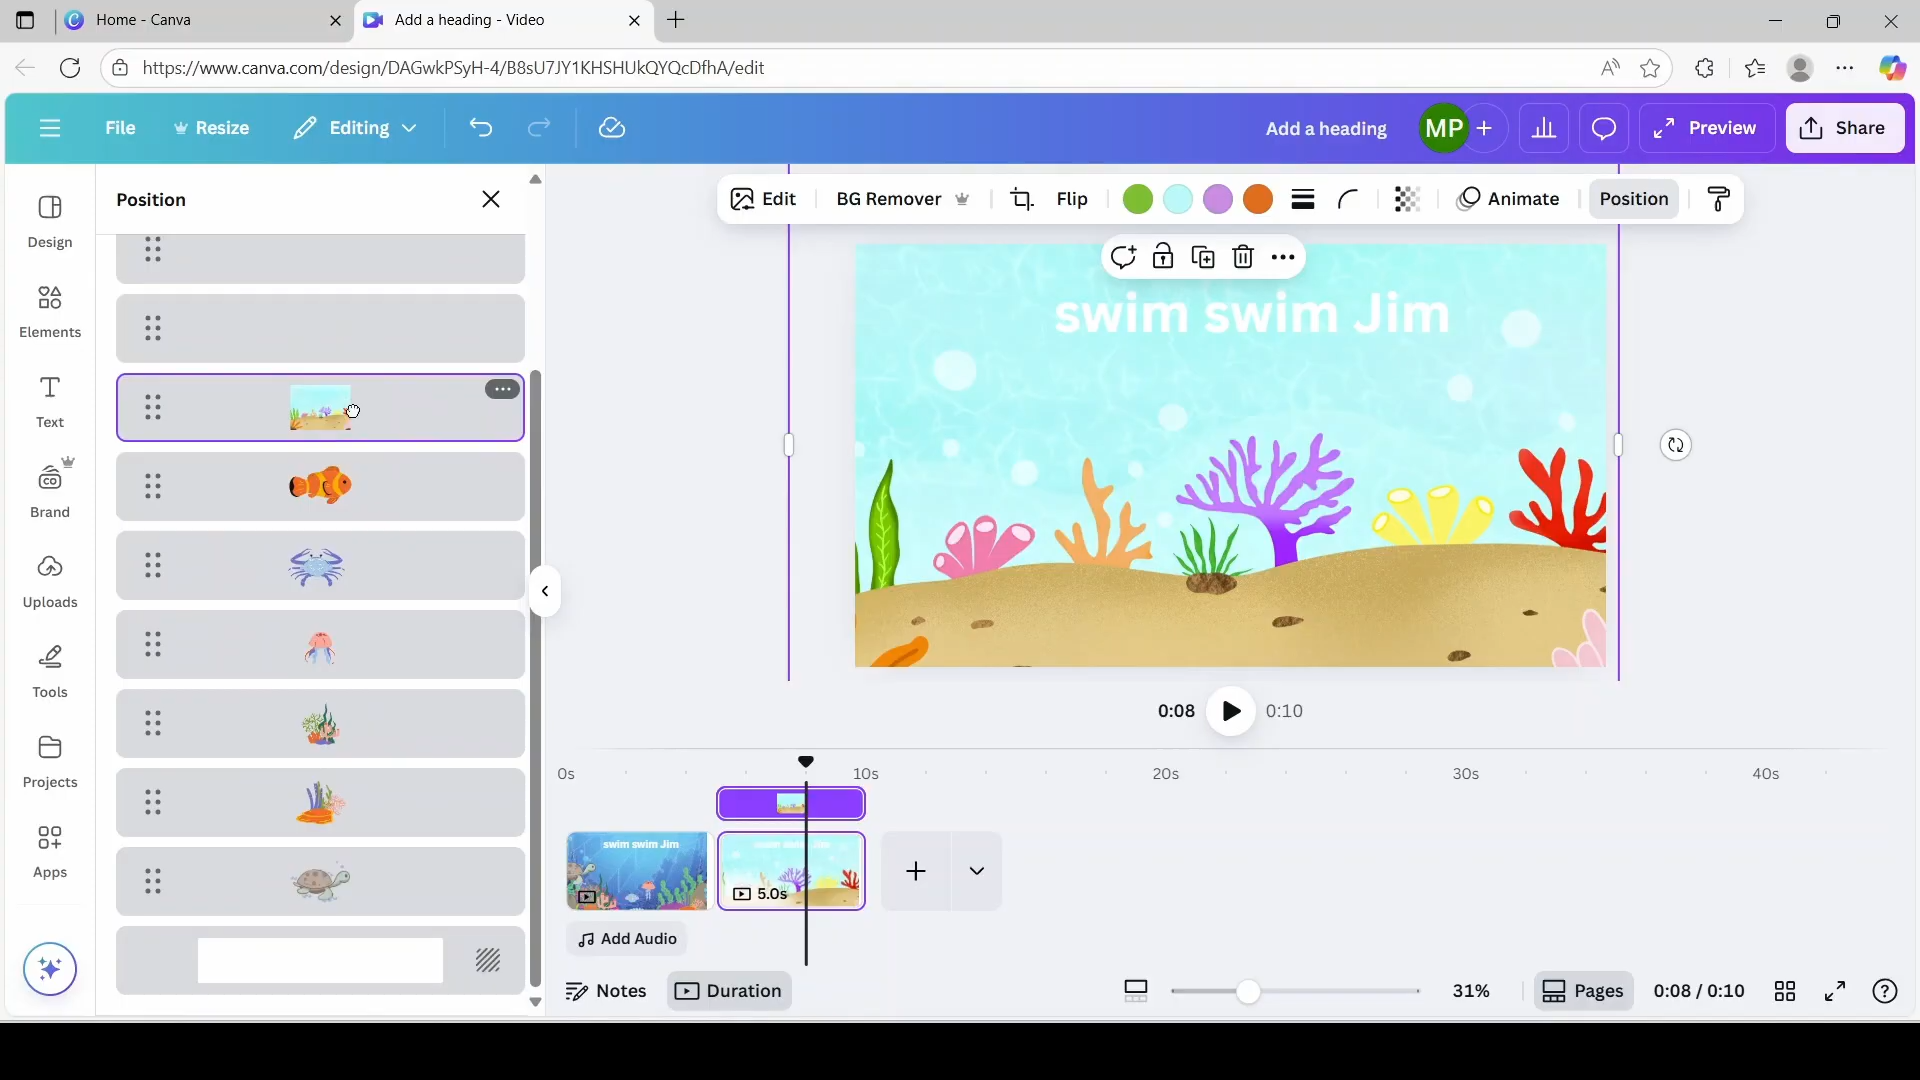 Home - Canva
Add a heading - Video
https://www.canva.com/design/DAGwkPSyH-4/B8sU7JY1KHSHUkQYQcDfhA/edit
File
Resize
Editing
Add a heading
MP
Preview
Share
Design
Elements
Text
Brand
Uploads
Tools
Projects
Apps
Position
Edit
BG Remover
Flip
Animate
Position
swim swim Jim
0:08
0:10
0s
10s
20s
30s
40s
swim swim Jim
swim swim Jim
5.0s
Add Audio
Notes
Duration
31%
Pages
0:08 / 0:10